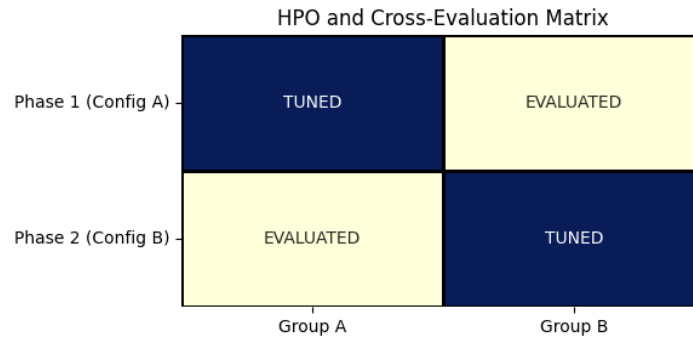 HPO and Cross-Evaluation Matrix
Phase 1 (Config A)
TUNED
EVALUATED
Phase 2 (Config B)
EVALUATED
TUNED
Group A
Group B